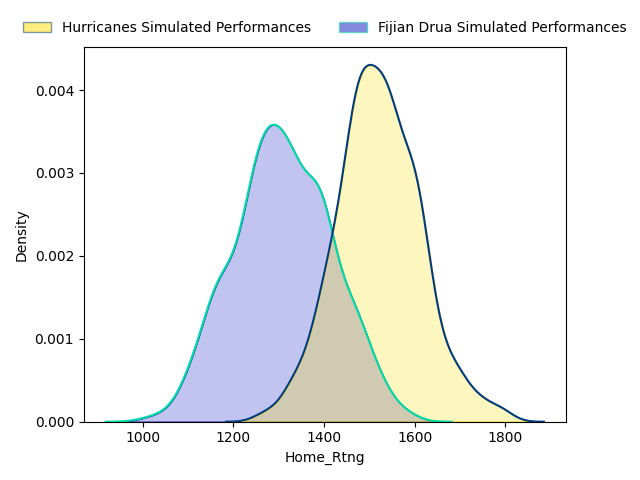 Hurricanes Simulated Performances Fijian Drua Simulated Performances
0.004
0.003
0.002
0.001
0.000
Density
1000 1200 1400 1600 1800
Home_Rtng